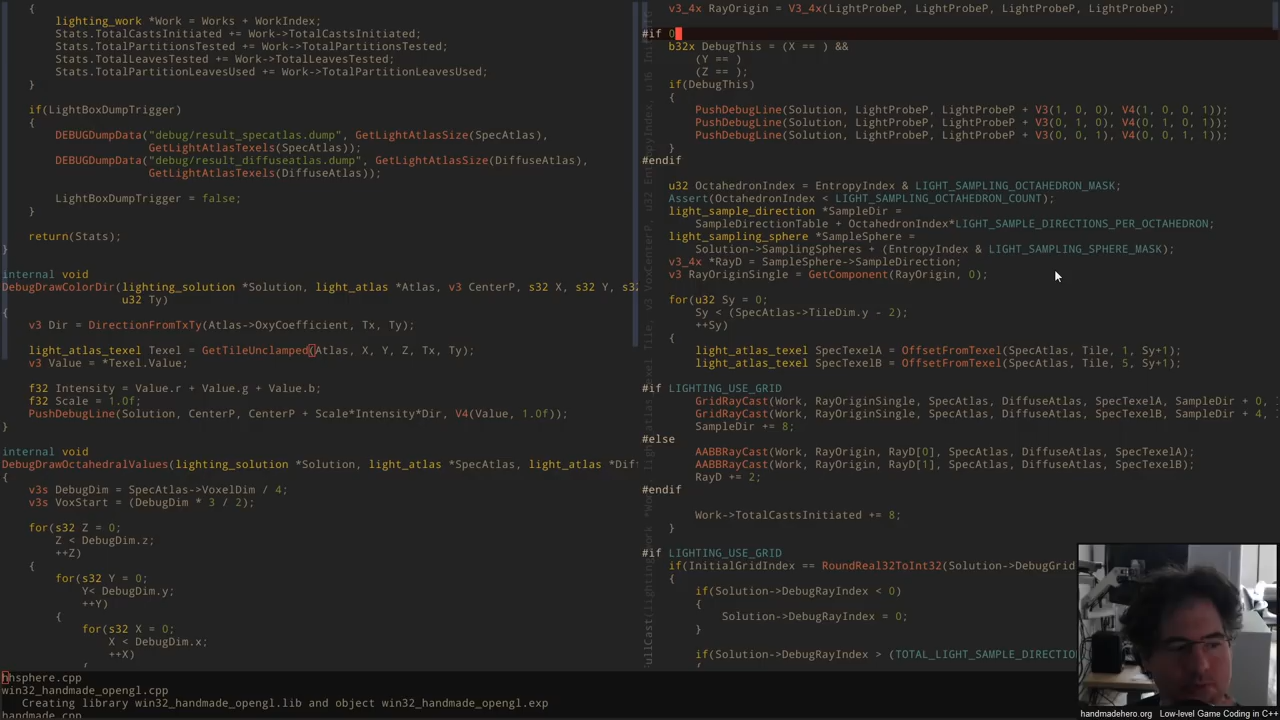 {
lighting_work *Work = Works + WorkIndex;
Stats.TotalCastsInitiated += Work->TotalCastsInitiated;
Stats.TotalPartitionsTested += Work->TotalPartitionsTested;
Stats.TotalLeavesTested += Work->TotalLeavesTested;
Stats.TotalPartitionLeavesUsed += Work->TotalPartitionLeavesUsed;
}
if(LightBoxDumpTrigger)
{
DEBUGDumpData("debug/result_specatlas.dump", GetLightAtlasSize(SpecAtlas),
GetLightAtlasTexels(SpecAtlas));
DEBUGDumpData("debug/result_diffuseatlas.dump", GetLightAtlasSize(DiffuseAtlas),
GetLightAtlasTexels(DiffuseAtlas));
LightBoxDumpTrigger = false;
}
return(Stats);
}
internal void
DebugDrawColorDir(lighting_solution *Solution, light_atlas *Atlas, v3 CenterP, s32 X, s32 Y, s32
u32 Ty)
{
v3 Dir = DirectionFromTxTy(Atlas->OxyCoefficient, Tx, Ty);
light_atlas_texel Texel = GetTileUnclamped(Atlas, X, Y, Z, Tx, Ty);
v3 Value = *Texel.Value;
f32 Intensity = Value.r + Value.g + Value.b;
f32 Scale = 1.0f;
PushDebugLine(Solution, CenterP, CenterP + Scale*Intensity*Dir, V4(Value, 1.0f));
}
internal void
DebugDrawOctahedralValues(lighting_solution *Solution, light_atlas *SpecAtlas, light_atlas *Dif
{
v3s DebugDim = SpecAtlas->VoxelDim / 4;
v3s VoxStart = (DebugDim * 3 / 2);
for(s32 Z = 0;
Z < DebugDim.z;
++Z)
{
for(s32 Y = 0;
Y< DebugDim.y;
++Y)
{
for(s32 X = 0;
X < DebugDim.x;
++X)
{
hhsphere.cpp
win32_handmade_opengl.cpp
Creating library win32_handmade_opengl.lib and object win32_handmade_opengl.exp
handmade.cpp
v3_4x RayOrigin = V3_4x(LightProbeP, LightProbeP, LightProbeP, LightProbeP);
#if 0
b32x DebugThis = (X == ) &&
(Y == )
(Z == );
if(DebugThis)
{
PushDebugLine(Solution, LightProbeP, LightProbeP + V3(1, 0, 0), V4(1, 0, 0, 1));
PushDebugLine(Solution, LightProbeP, LightProbeP + V3(0, 1, 0), V4(0, 1, 0, 1));
PushDebugLine(Solution, LightProbeP, LightProbeP + V3(0, 0, 1), V4(0, 0, 1, 1));
}
#endif
u32 OctahedronIndex = EntropyIndex & LIGHT_SAMPLING_OCTAHEDRON_MASK;
Assert(OctahedronIndex < LIGHT_SAMPLING_OCTAHEDRON_COUNT);
light_sample_direction *SampleDir =
SampleDirectionTable + OctahedronIndex*LIGHT_SAMPLE_DIRECTIONS_PER_OCTAHEDRON;
light_sampling_sphere *SampleSphere =
Solution->SamplingSpheres + (EntropyIndex & LIGHT_SAMPLING_SPHERE_MASK);
v3_4x *RayD = SampleSphere->SampleDirection;
v3 RayOriginSingle = GetComponent(RayOrigin, 0);
for(u32 Sy = 0;
Sy < (SpecAtlas->TileDim.y - 2);
++Sy)
{
light_atlas_texel SpecTexelA = OffsetFromTexel(SpecAtlas, Tile, 1, Sy+1);
light_atlas_texel SpecTexelB = OffsetFromTexel(SpecAtlas, Tile, 5, Sy+1);
#if LIGHTING_USE_GRID
GridRayCast(Work, RayOriginSingle, SpecAtlas, DiffuseAtlas, SpecTexelA, SampleDir + 0,
GridRayCast(Work, RayOriginSingle, SpecAtlas, DiffuseAtlas, SpecTexelB, SampleDir + 4,
SampleDir += 8;
#else
AABBRayCast(Work, RayOrigin, RayD[0], SpecAtlas, DiffuseAtlas, SpecTexelA);
AABBRayCast(Work, RayOrigin, RayD[1], SpecAtlas, DiffuseAtlas, SpecTexelB);
RayD += 2;
#endif
Work->TotalCastsInitiated += 8;
}
#if LIGHTING_USE_GRID
if(InitialGridIndex == RoundReal32ToInt32(Solution->DebugGrid
{
if(Solution->DebugRayIndex < 0)
{
Solution->DebugRayIndex = 0;
}
if(Solution->DebugRayIndex > (TOTAL_LIGHT_SAMPLE_DIRECTIO
handmadehero.org Low-level Game Coding in C++